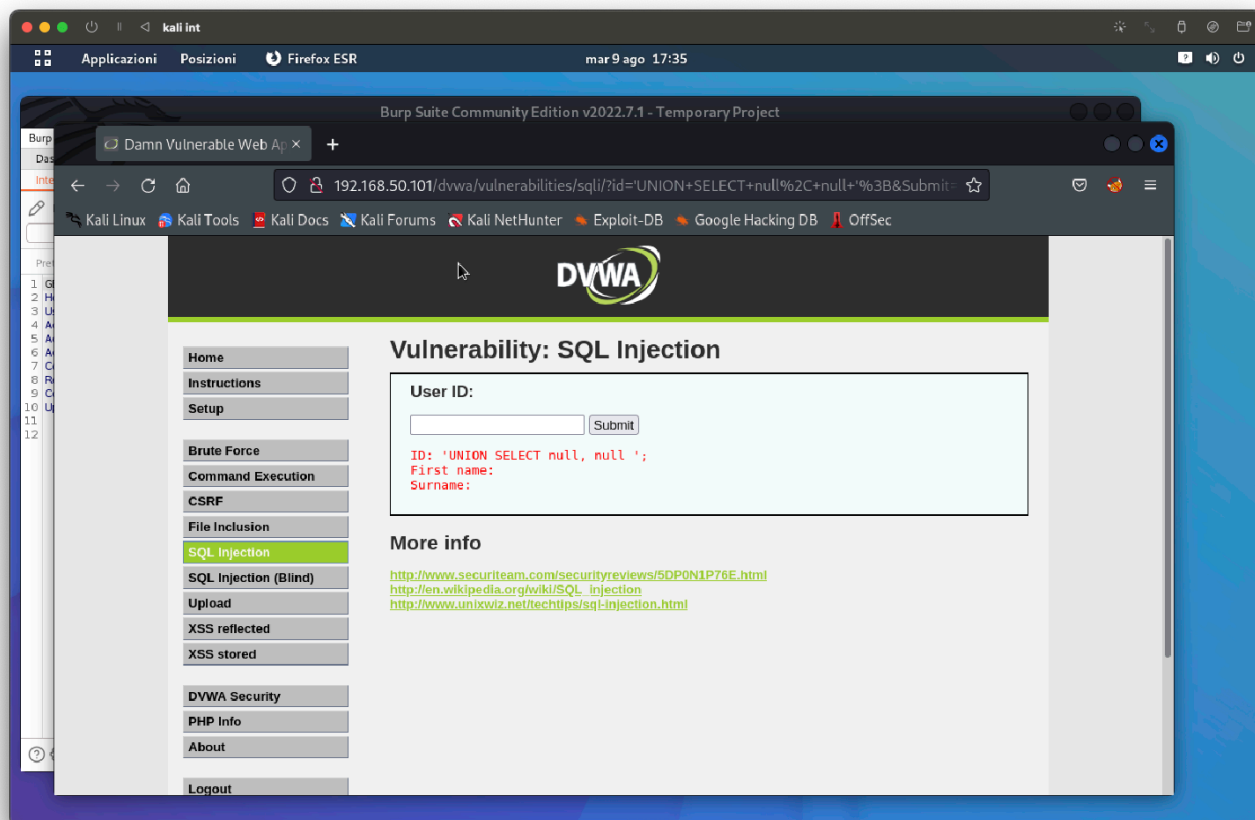 kali int
Applicazioni Posizioni Firefox ESR mar 9 ago 17:35
Burp Suite Community Edition v2022.7.1 - Temporary Project
Burp
Damn Vulnerable Web Ap
Das
Inte
192.168.50.101/dvwa/vulnerabilities/sqli/?id='UNION+SELECT+null%2C+null+'%3B&Submit=
Kali Linux Kali Tools Kali Docs Kali Forums Kali NetHunter Exploit-DB Google Hacking DB OffSec
Pret
DVWA
1 G
2 H
3 U
4 A
5 A
6 A
7 C
8 R
9 C
10 U
11
12
Home
Instructions
Setup
Brute Force
Command Execution
CSRF
File Inclusion
SQL Injection
SQL Injection (Blind)
Upload
XSS reflected
XSS stored
DVWA Security
PHP Info
About
Logout
Vulnerability: SQL Injection
User ID:
Submit
ID: 'UNION SELECT null, null ';
First name:
Surname:
More info
http://www.securiteam.com/securityreviews/5DP0N1P76E.html
http://en.wikipedia.org/wiki/SQL_injection
http://www.unixwiz.net/techtips/sql-injection.html